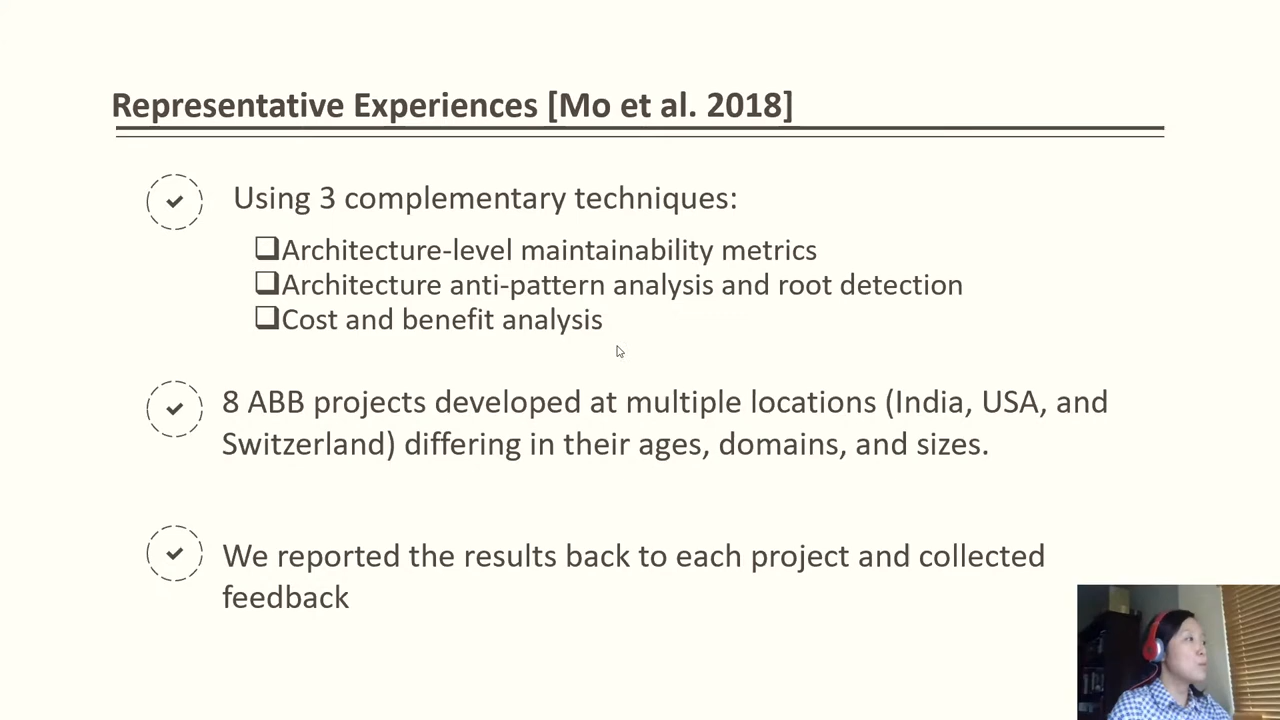 Representative Experiences [Mo et al. 2018]
Using 3 complementary techniques:
Architecture-level maintainability metrics
Architecture anti-pattern analysis and root detection
Cost and benefit analysis
8 ABB projects developed at multiple locations (India, USA, and
Switzerland) differing in their ages, domains, and sizes.
We reported the results back to each project and collected
feedback